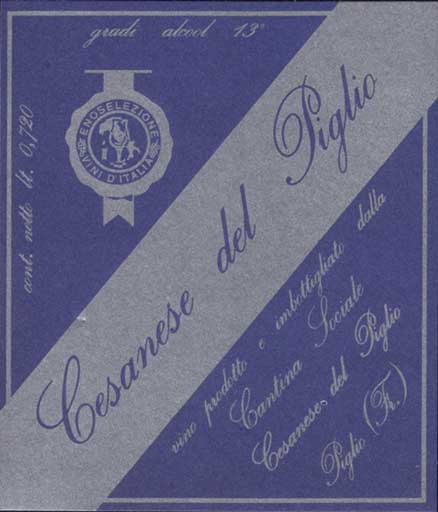 gradi alcool 13°
cont. netto lt. 0,720
ENOSELEZIONE
VINI D'ITALIA
Cesanese del Piglio
vino prodotto e imbottigliato dalla
Cantina Sociale
Cesanese del Piglio
Piglio (Fr.)